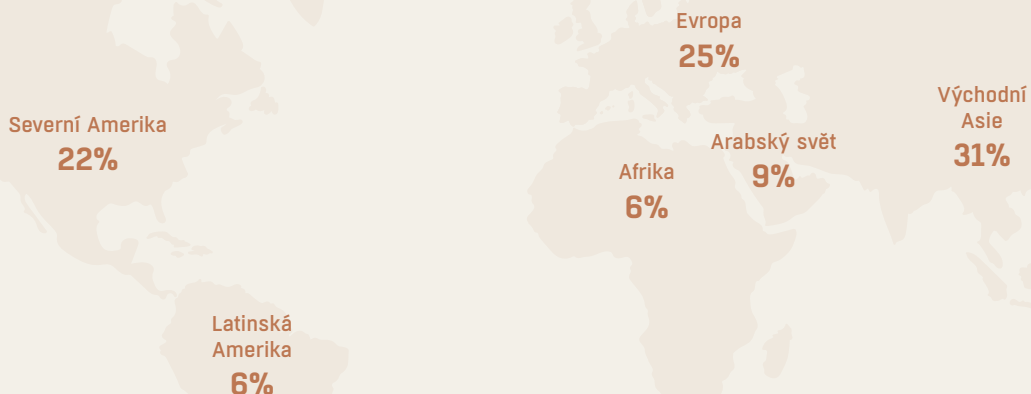 Evropa
25%
Severní Amerika
22%
Východní
Asie
31%
Arabský svět
9%
Afrika
6%
Latinská
Amerika
6%